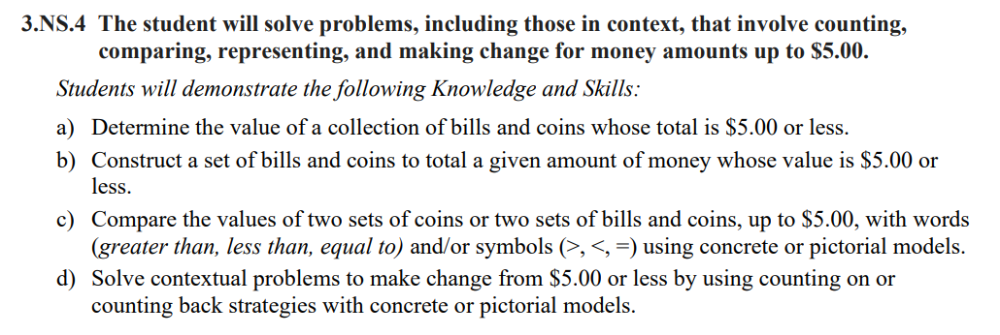 3.NS.4 The student will solve problems, including those in context, that involve counting,
comparing, representing, and making change for money amounts up to $5.00.
Students will demonstrate the following Knowledge and Skills:
a) Determine the value of a collection of bills and coins whose total is $5.00 or less.
b) Construct a set of bills and coins to total a given amount of money whose value is $5.00 or
less.
c) Compare the values of two sets of coins or two sets of bills and coins, up to $5.00, with words
(greater than, less than, equal to) and/or symbols (>, <, =) using concrete or pictorial models.
d) Solve contextual problems to make change from $5.00 or less by using counting on or
counting back strategies with concrete or pictorial models.